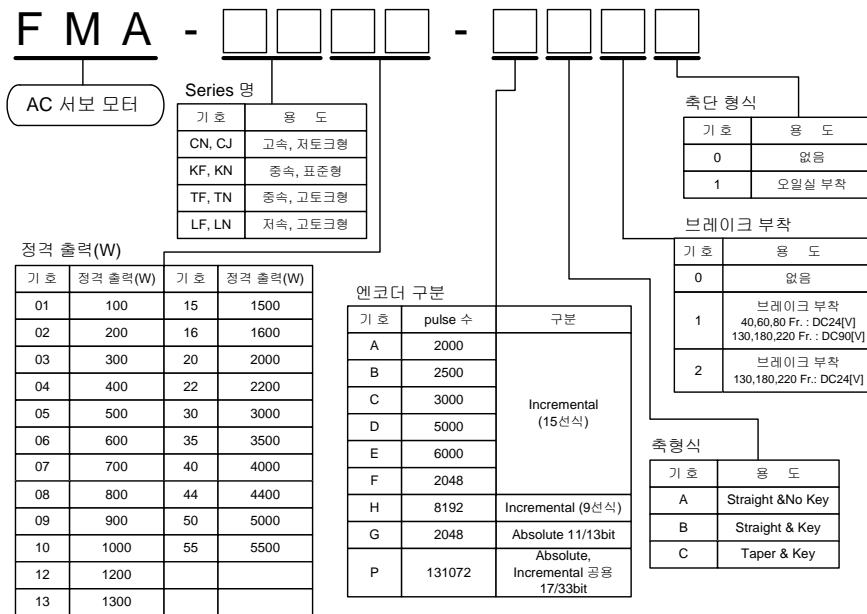 F M A -
-
AC 서보 모터
Series 명
기 호 용 도
CN, CJ 고속, 저토크형
KF, KN 중속, 표준형
TF, TN 중속, 고토크형
LF, LN 저속, 고토크형
축단 형식
기 호 용 도
0 없음
1 오일실 부착
브레이크 부착
기 호 용 도
0 없음
1 브레이크 부착
40,60,80 Fr. : DC24[V]
130,180,220 Fr. : DC90[V]
2 브레이크 부착
130,180,220 Fr.: DC24[V]
정격 출력(W)
기 호 정격 출력(W) 기 호 정격 출력(W)
01 100 15 1500
02 200 16 1600
03 300 20 2000
04 400 22 2200
05 500 30 3000
06 600 35 3500
07 700 40 4000
08 800 44 4400
09 900 50 5000
10 1000 55 5500
12 1200
13 1300
엔코더 구분
기 호 pulse 수 구분
A 2000
B 2500
C 3000
D 5000
E 6000
F 2048
Incremental
(15선식)
H 8192 Incremental (9선식)
G 2048 Absolute 11/13bit
P 131072 Absolute,
Incremental 공용
17/33bit
축형식
기 호 용 도
A Straight &No Key
B Straight & Key
C Taper & Key